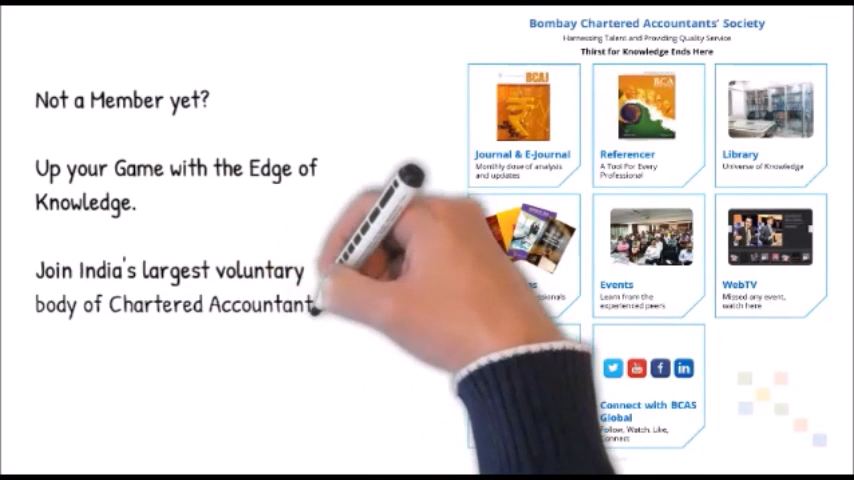 Not a Member yet?
Up your Game with the Edge of
Knowledge.
Join India's largest voluntary
body of Chartered Accountant
Bombay Chartered Accountants' Society
Harnessing Talent and Providing Quality Service
Thirst for Knowledge Ends Here
BCAJ
Journal & E-Journal
Monthly dose of analysis
and updates
BCA
Referencer
A Tool For Every
Professional
Library
Universe of Knowledge
Events
Learn from the
experienced peers
WebTV
Missed any event,
watch here
Connect with BCAS
Global
Follow, Watch, Like,
Connect